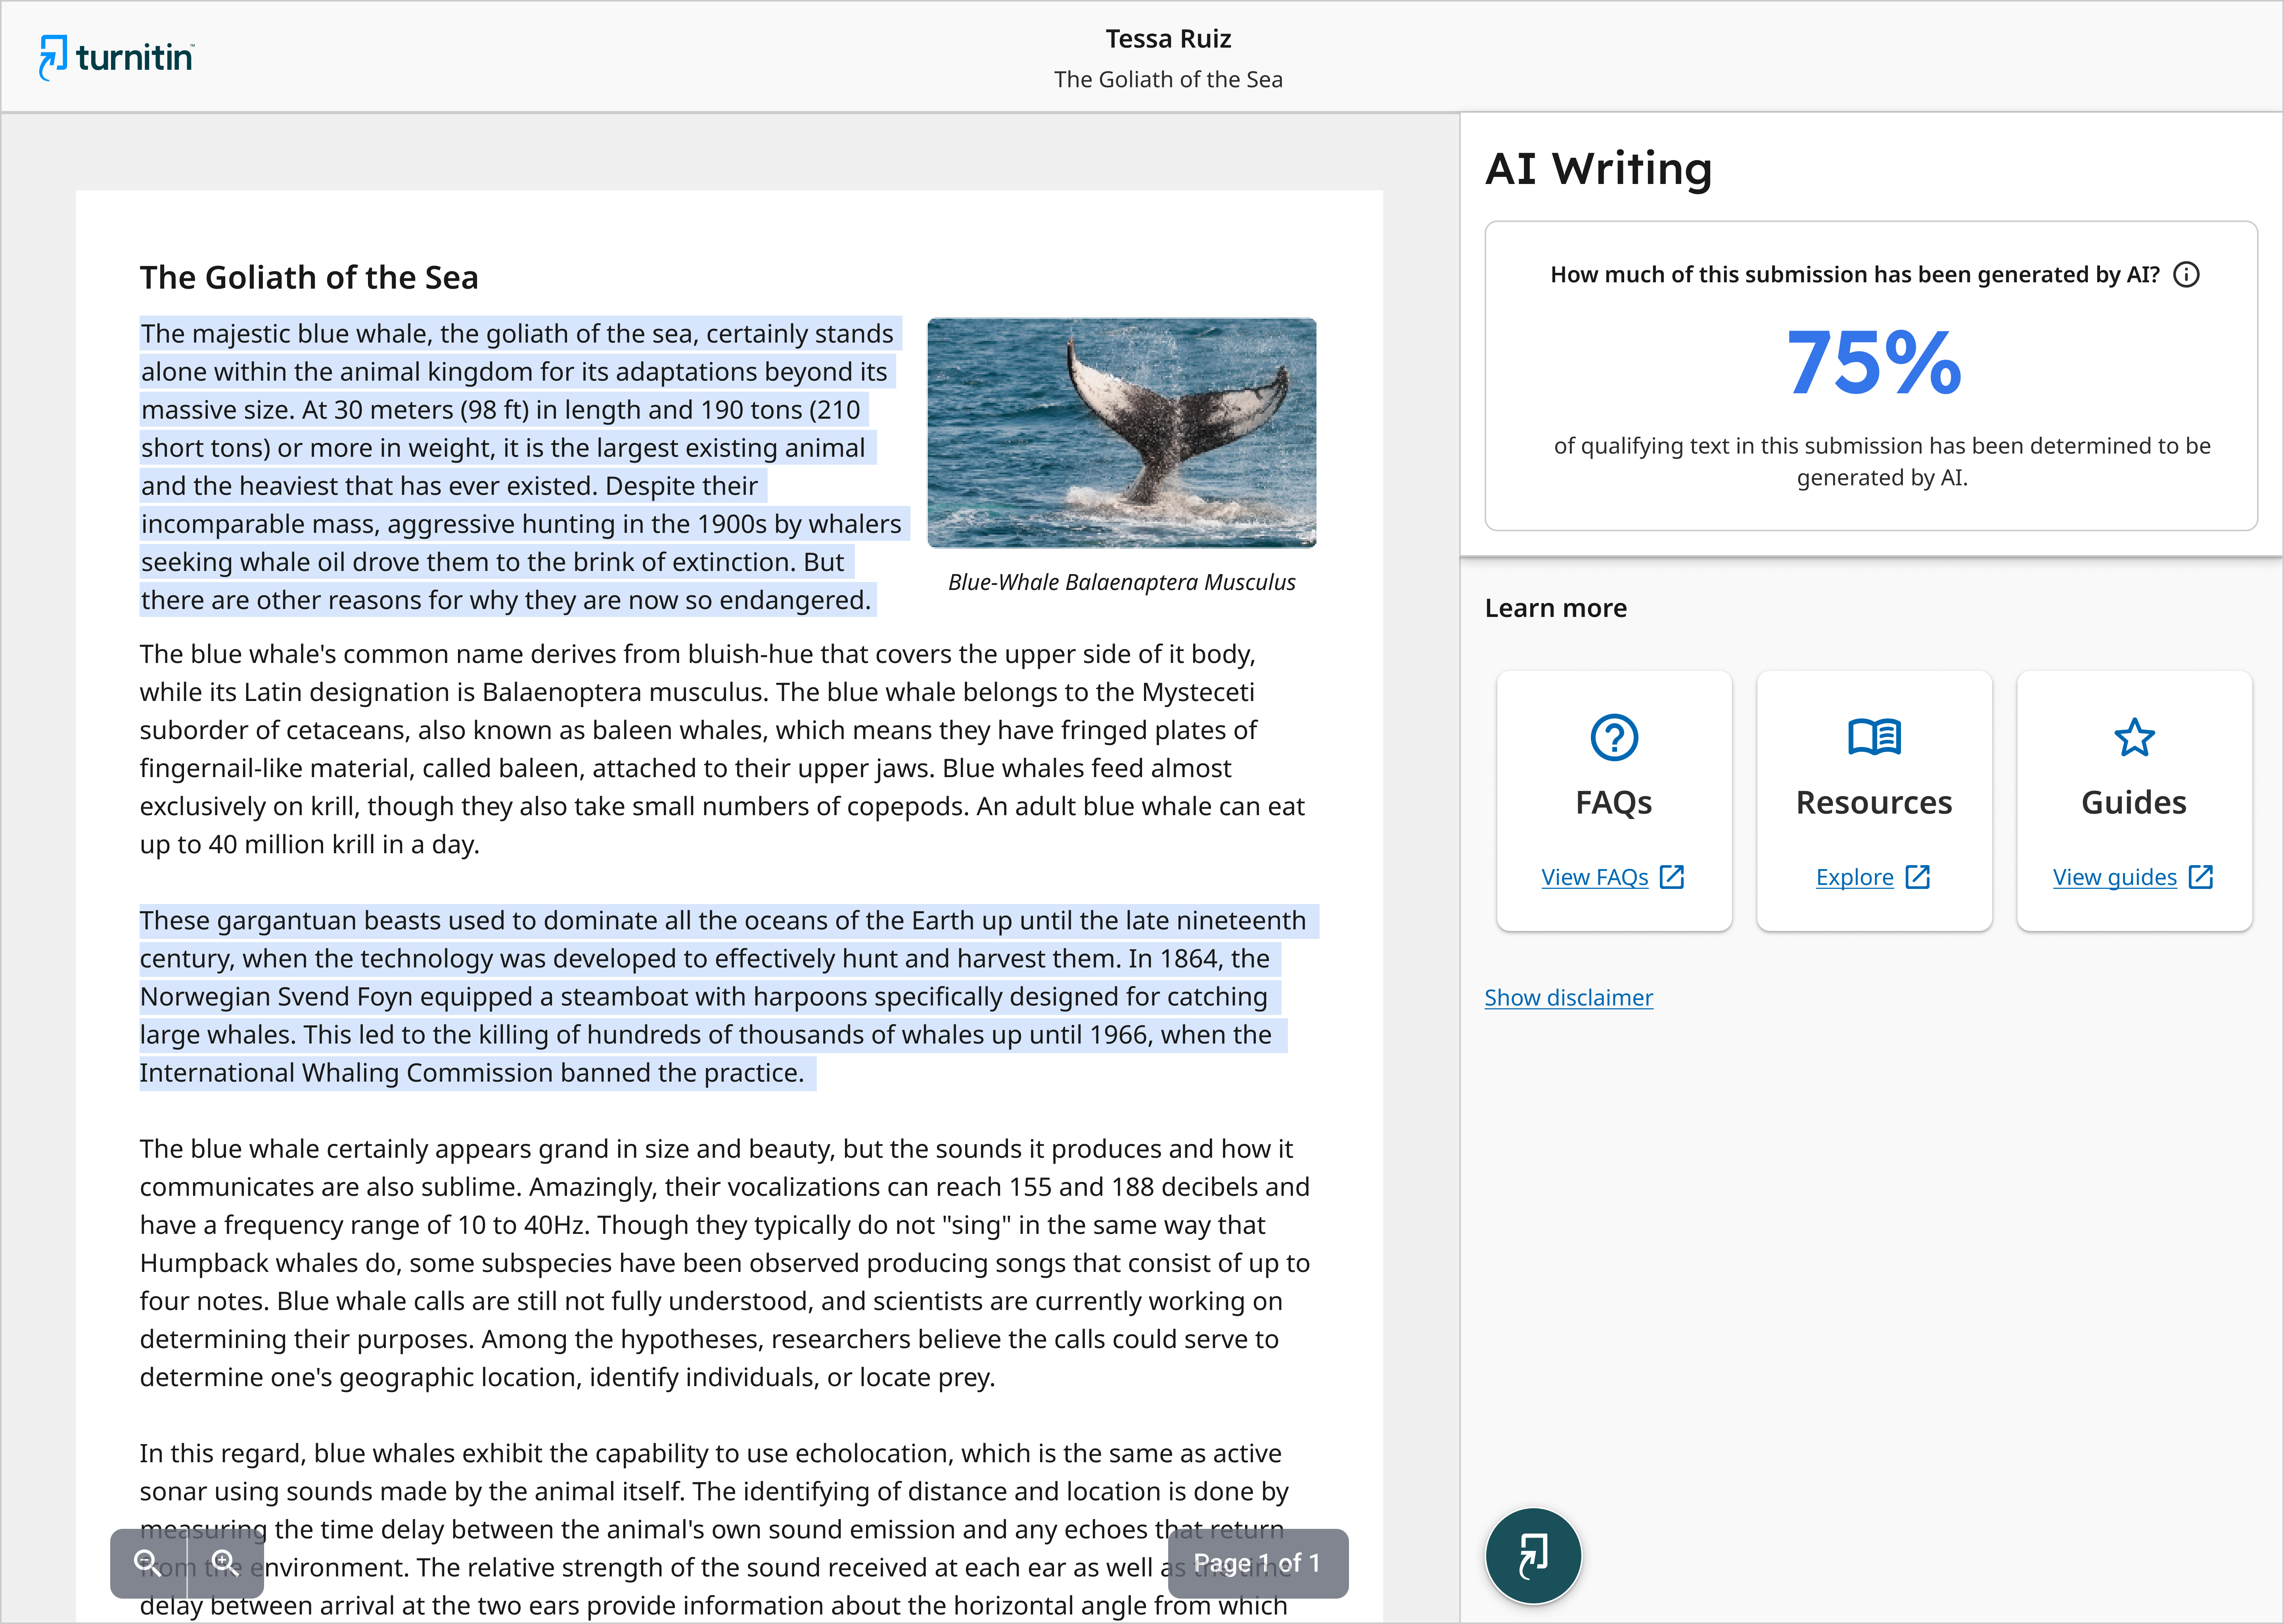 turnitin
Tessa Ruiz
The Goliath of the Sea
The Goliath of the Sea
The majestic blue whale, the goliath of the sea, certainly stands
alone within the animal kingdom for its adaptations beyond its
massive size. At 30 meters (98 ft) in length and 190 tons (210
short tons) or more in weight, it is the largest existing animal
and the heaviest that has ever existed. Despite their
incomparable mass, aggressive hunting in the 1900s by whalers
seeking whale oil drove them to the brink of extinction. But
there are other reasons for why they are now so endangered.
Blue-Whale Balaenaptera Musculus
The blue whale's common name derives from bluish-hue that covers the upper side of it body,
while its Latin designation is Balaenoptera musculus. The blue whale belongs to the Mysteceti
suborder of cetaceans, also known as baleen whales, which means they have fringed plates of
fingernail-like material, called baleen, attached to their upper jaws. Blue whales feed almost
exclusively on krill, though they also take small numbers of copepods. An adult blue whale can eat
up to 40 million krill in a day.
These gargantuan beasts used to dominate all the oceans of the Earth up until the late nineteenth
century, when the technology was developed to effectively hunt and harvest them. In 1864, the
Norwegian Svend Foyn equipped a steamboat with harpoons specifically designed for catching
large whales. This led to the killing of hundreds of thousands of whales up until 1966, when the
International Whaling Commission banned the practice.
The blue whale certainly appears grand in size and beauty, but the sounds it produces and how it
communicates are also sublime. Amazingly, their vocalizations can reach 155 and 188 decibels and
have a frequency range of 10 to 40Hz. Though they typically do not "sing" in the same way that
Humpback whales do, some subspecies have been observed producing songs that consist of up to
four notes. Blue whale calls are still not fully understood, and scientists are currently working on
determining their purposes. Among the hypotheses, researchers believe the calls could serve to
determine one's geographic location, identify individuals, or locate prey.
In this regard, blue whales exhibit the capability to use echolocation, which is the same as active
sonar using sounds made by the animal itself. The identifying of distance and location is done by
measuring the time delay between the animal's own sound emission and any echoes that return
from the environment. The relative strength of the sound received at each ear as well as the time
delay between arrival at the two ears provide information about the horizontal angle from which
Page 1 of 1
AI Writing
How much of this submission has been generated by AI?
75%
of qualifying text in this submission has been determined to be
generated by AI.
Learn more
FAQs
View FAQs
Resources
Explore
Guides
View guides
Show disclaimer